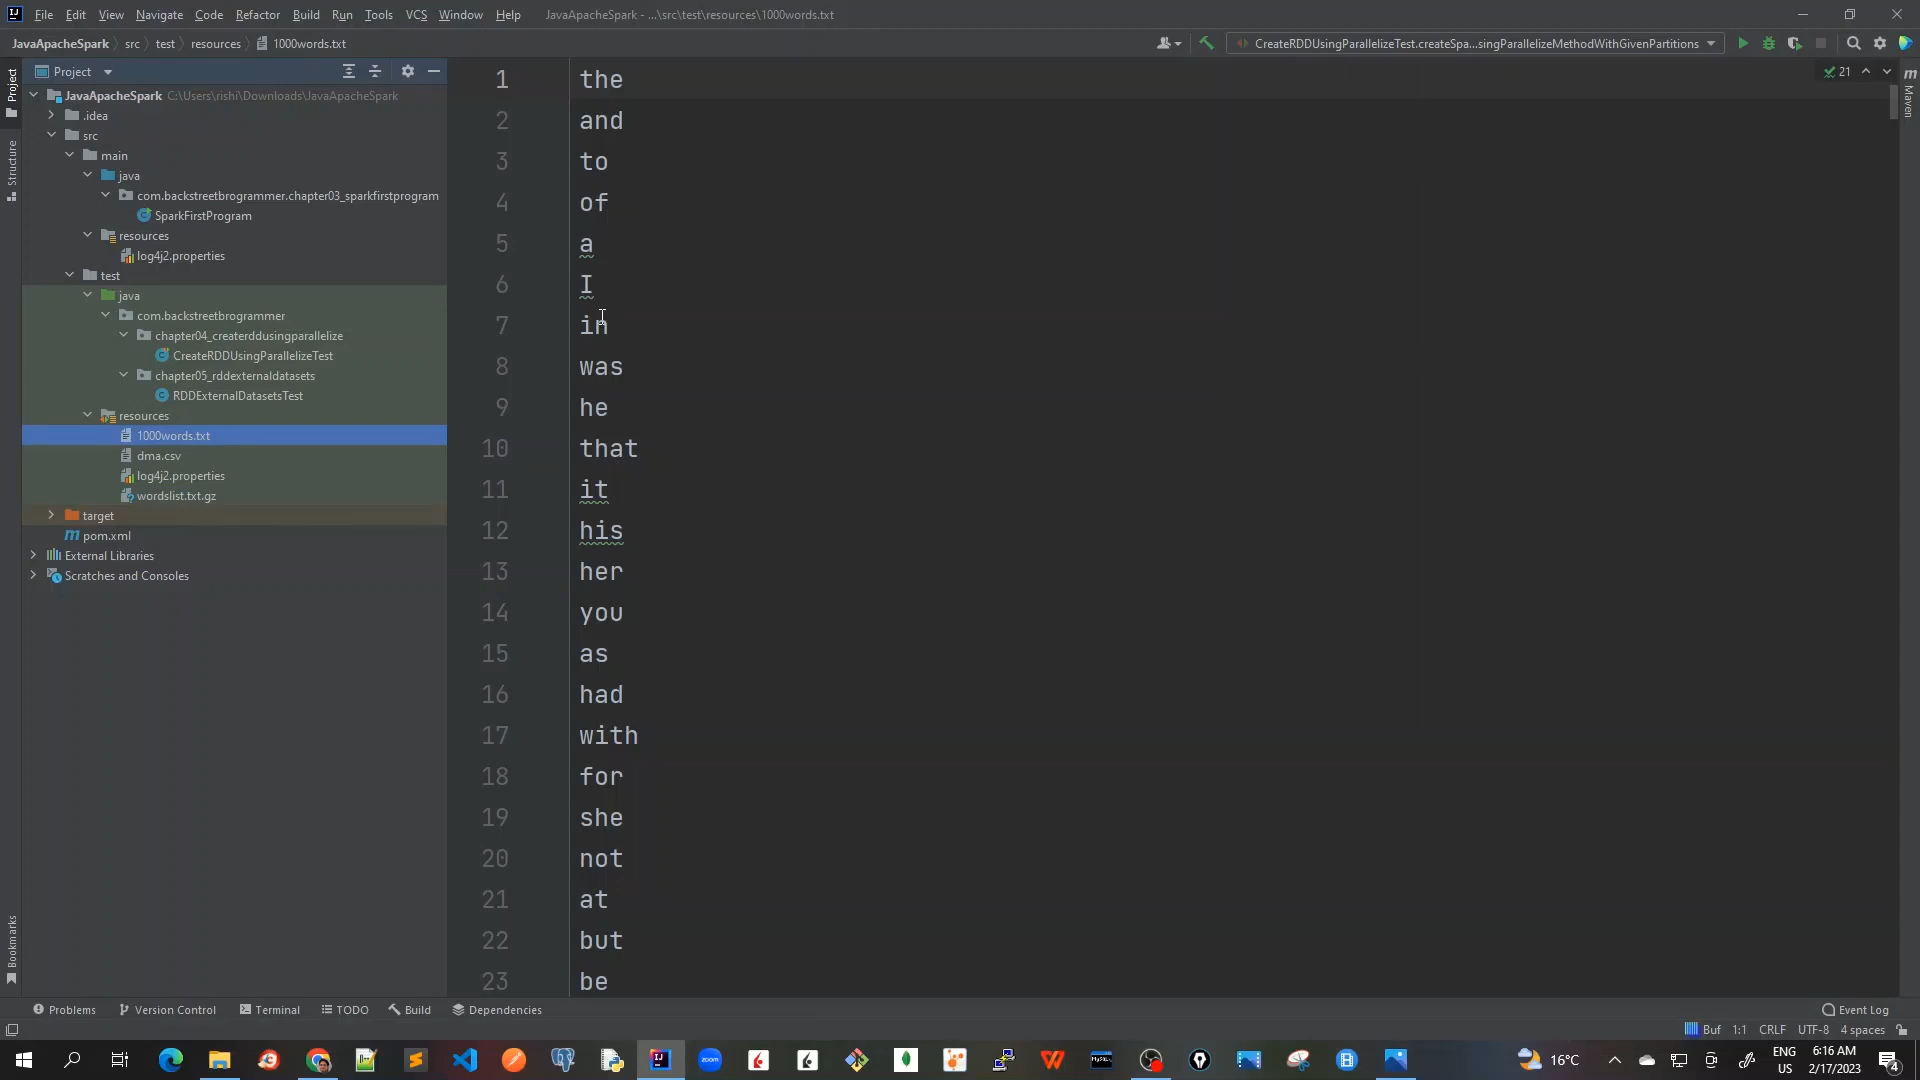 File Edit View Navigate Code Refactor Build Run Tools VCS Window Help JavaApacheSpark - ...\src\test\resources\1000words.txt
JavaApacheSpark src test resources 1000words.txt CreateRDDUsingParallelizeTest.createSpa...singParallelizeMethodWithGivenPartitions
Project
Project
Structure
Bookmarks
JavaApacheSpark C:\Users\rishi\Downloads\JavaApacheSpark
.idea
src
main
java
com.backstreetbrogrammer.chapter03_sparkfirstprogram
SparkFirstProgram
resources
log4j2.properties
test
java
com.backstreetbrogrammer
chapter04_createrddusingparallelize
CreateRDDUsingParallelizeTest
chapter05_rddexternaldatasets
RDDExternalDatasetsTest
resources
1000words.txt
dma.csv
log4j2.properties
wordslist.txt.gz
target
pom.xml
External Libraries
Scratches and Consoles
1 the
2 and
3 to
4 of
5 a
6 I
7 in
8 was
9 he
10 that
11 it
12 his
13 her
14 you
15 as
16 had
17 with
18 for
19 she
20 not
21 at
22 but
23 be
21
Maven
Problems Version Control Terminal TODO Build Dependencies Event Log
Buf 1:1 CRLF UTF-8 4 spaces
16°C ENG 6:16 AM
US 2/17/2023 4